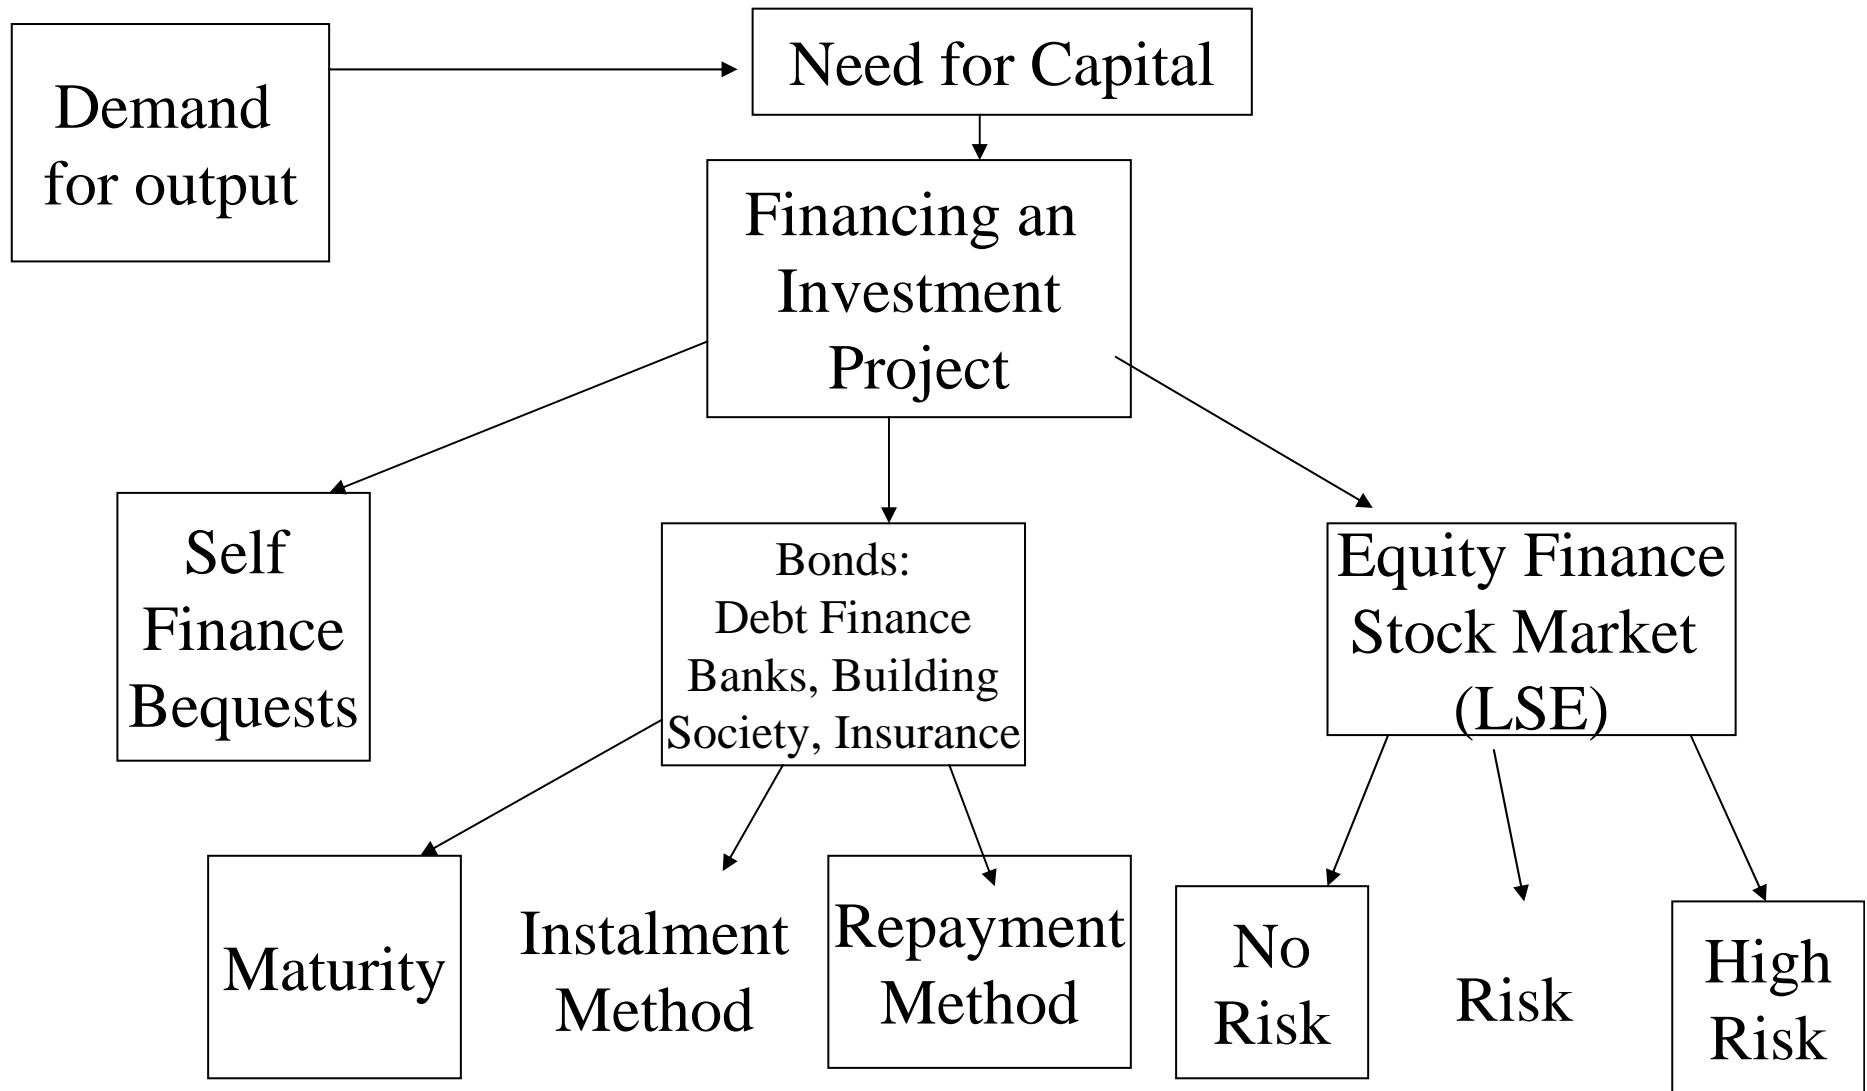 Demand
for output
Need for Capital
Financing an
Investment
Project
Self
Finance
Bequests
Bonds:
Debt Finance
Banks, Building
Society, Insurance
Equity Finance
Stock Market
(LSE)
Maturity
Instalment
Method
Repayment
Method
No
Risk
Risk
High
Risk